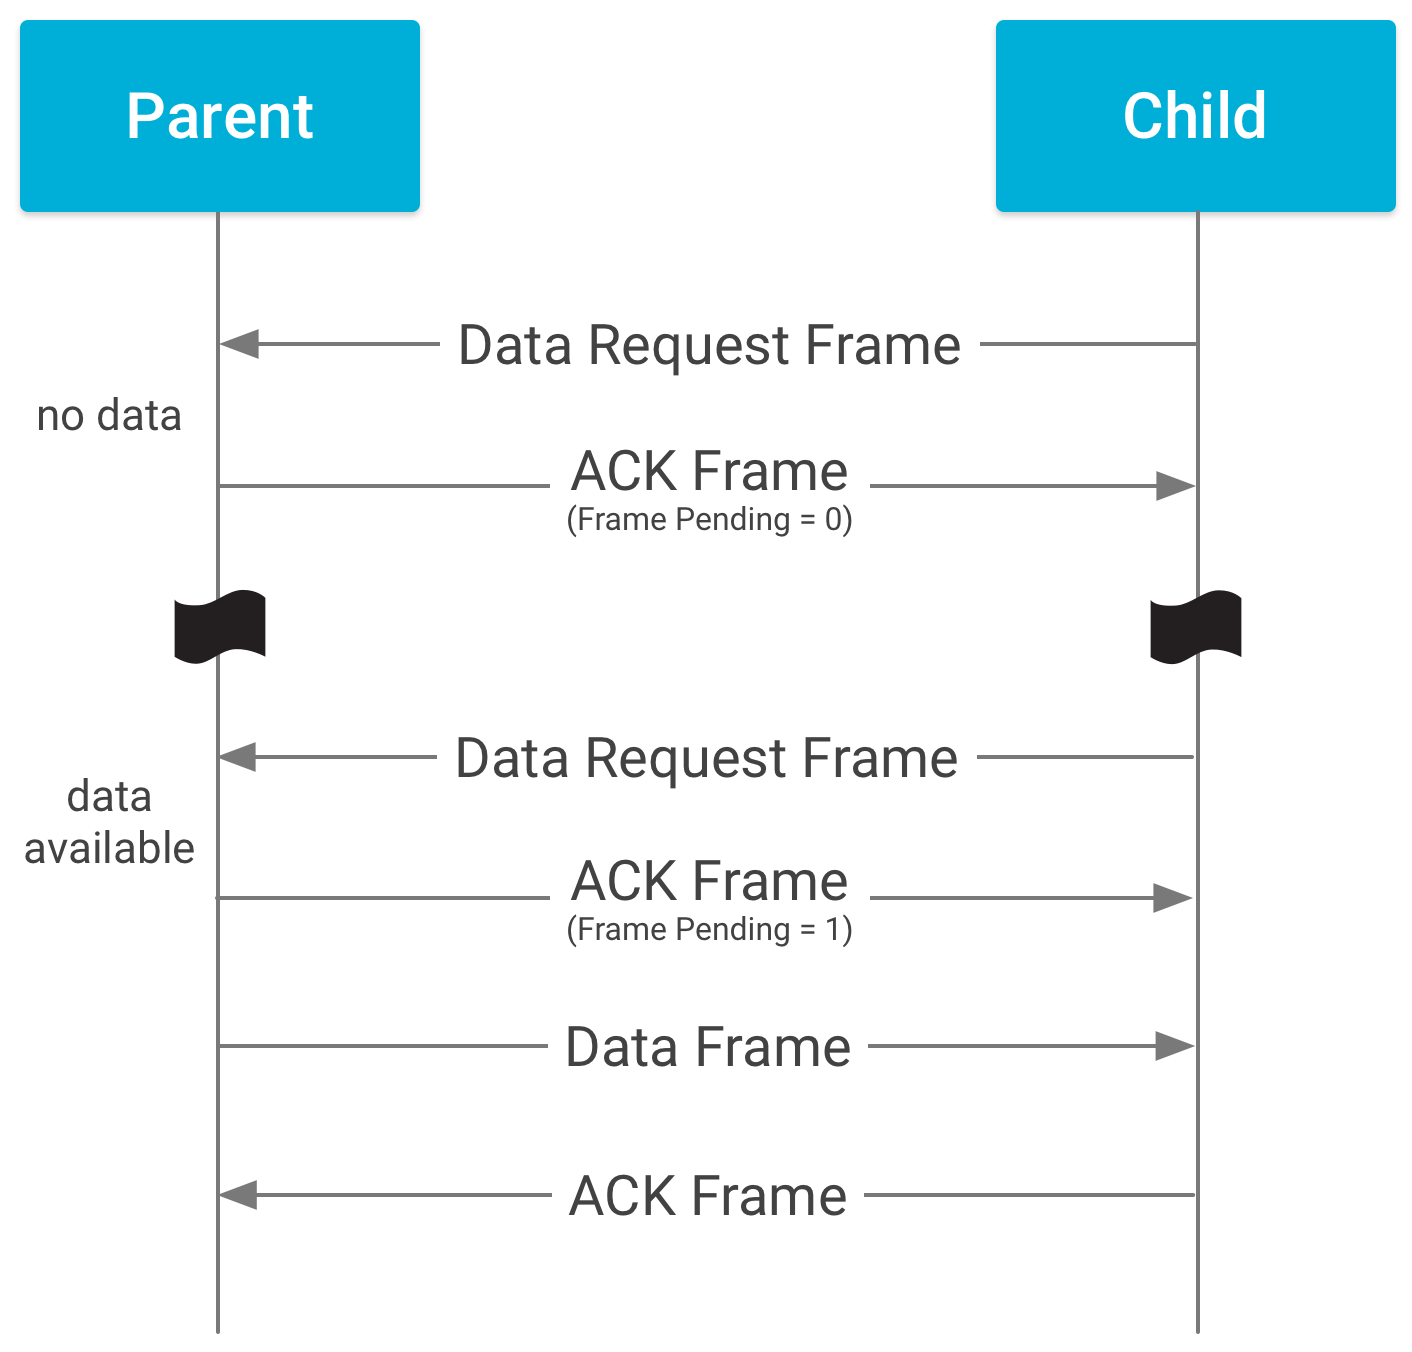 Parent
Child
Data Request Frame
no data
ACK Frame
(Frame Pending = 0)
Data Request Frame
data
available
ACK Frame
(Frame Pending = 1)
Data Frame
ACK Frame